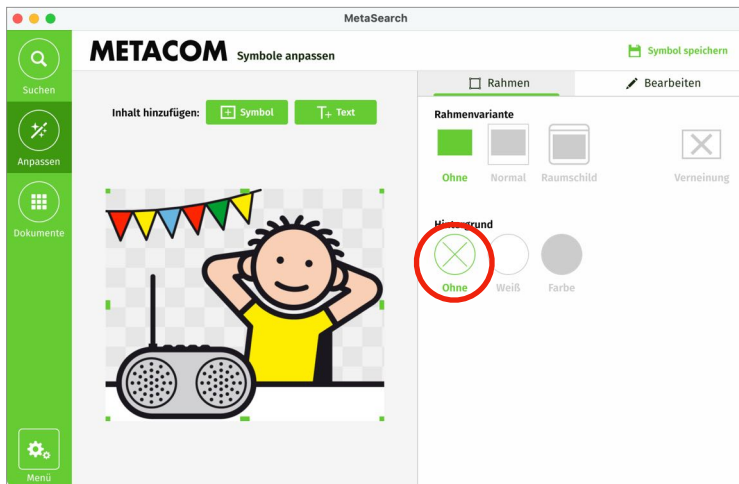 MetaSearch
METACOM Symbole anpassen
Symbol speichern
Suchen
Anpassen
Dokumente
Menü
Inhalt hinzufügen:
Symbol
T+ Text
Rahmen
Bearbeiten
Rahmenvariante
Ohne
Normal
Raumschild
Verneinung
Hintergrund
Ohne
Weiß
Farbe